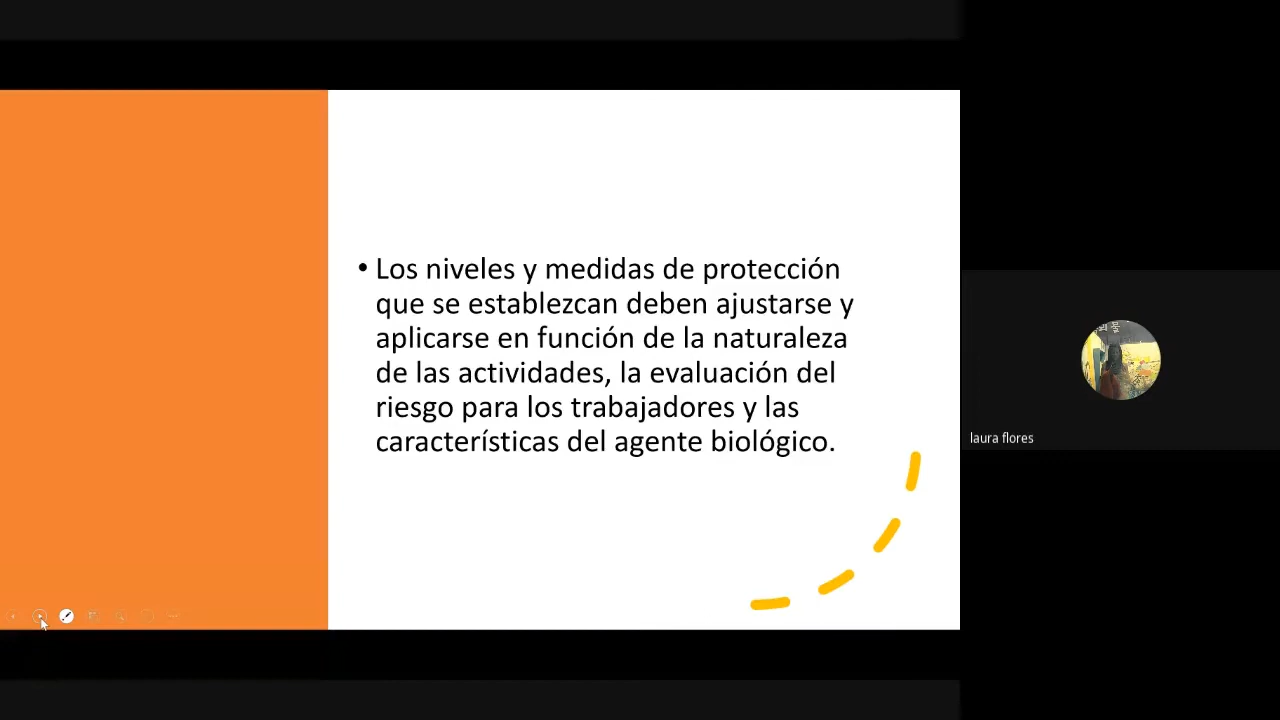 • Los niveles y medidas de protección
que se establezcan deben ajustarse y
aplicarse en función de la naturaleza
de las actividades, la evaluación del
riesgo para los trabajadores y las
características del agente biológico.
laura flores